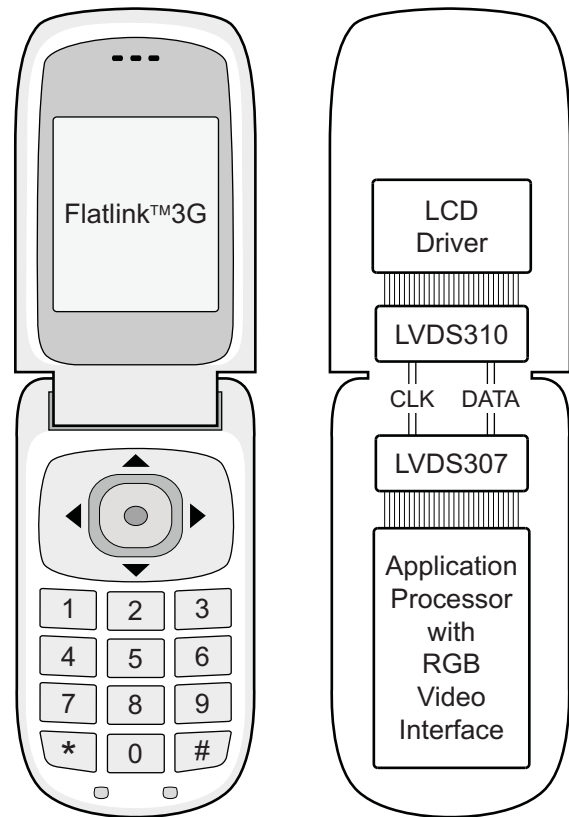 Flatlink™3G
1 2 3
4 5 6
7 8 9
* 0 #
LCD
Driver
LVDS310
CLK DATA
LVDS307
Application
Processor
with
RGB
Video
Interface